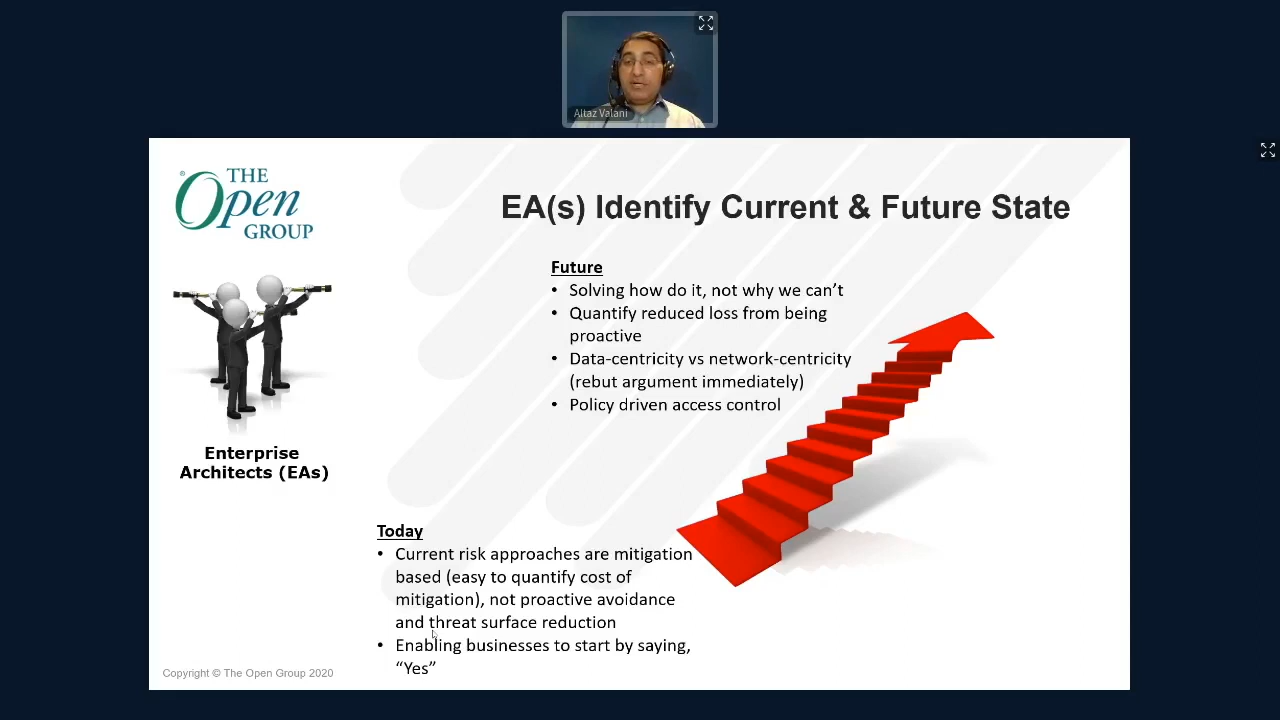 Altaz Valani
THE
Open
GROUP
EA(s) Identify Current & Future State
Future
• Solving how do it, not why we can't
• Quantify reduced loss from being
proactive
• Data-centricity vs network-centricity
(rebut argument immediately)
• Policy driven access control
Enterprise
Architects (EAs)
Today
• Current risk approaches are mitigation
based (easy to quantify cost of
mitigation), not proactive avoidance
and threat surface reduction
• Enabling businesses to start by saying,
“Yes”
Copyright © The Open Group 2020